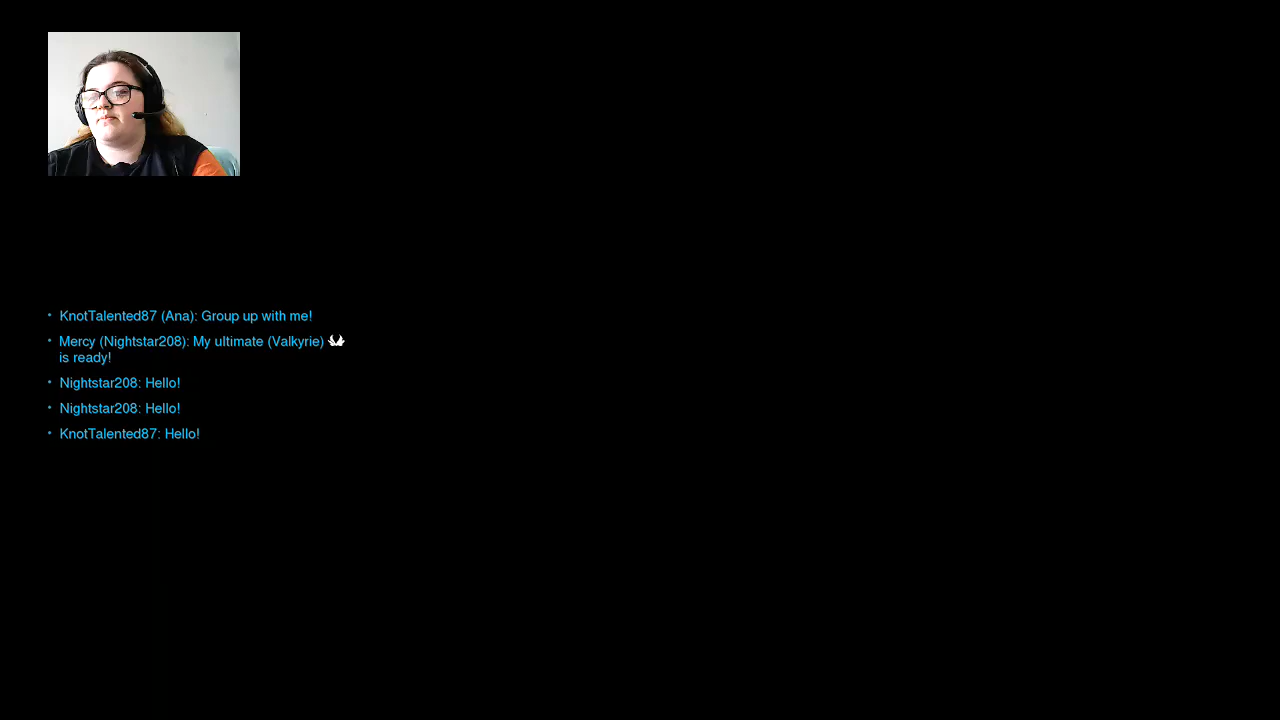 • KnotTalented87 (Ana): Group up with me!
• Mercy (Nightstar208): My ultimate (Valkyrie)
is ready!
• Nightstar208: Hello!
• Nightstar208: Hello!
• KnotTalented87: Hello!